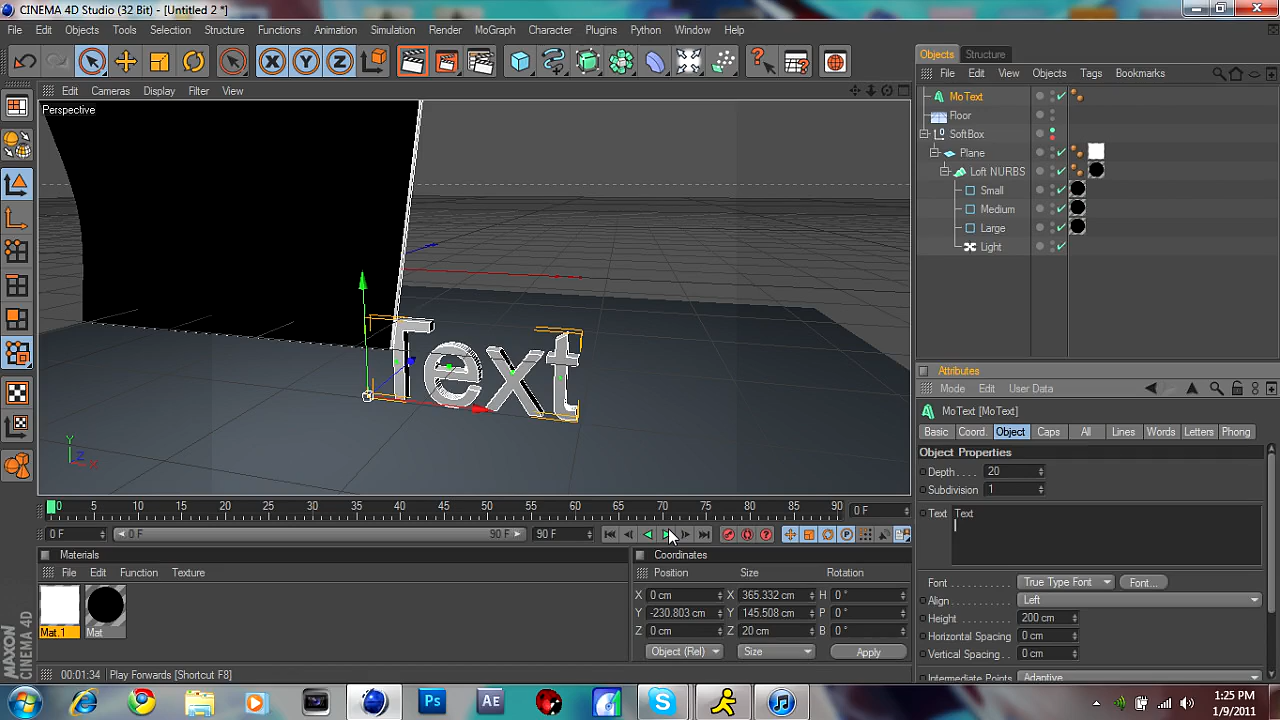 CINEMA 4D Studio (32 Bit) - [Untitled 2 *]
File Edit Objects Tools Selection Structure Functions Animation Simulation Render MoGraph Character Plugins Python Window Help
X Y Z
Objects Structure
File Edit View Objects Tags Bookmarks
Edit Cameras Display Filter View
Perspective
MoText
Floor
SoftBox
Plane
Loft NURBS
Small
Medium
Large
Light
Text
Y
Z
X
Attributes
Mode Edit User Data
MoText [MoText]
Basic Coord. Object Caps All Lines Words Letters Phong
Object Properties
Depth . . . . 20
Subdivision 1
Text Text
Font . . . . . . . . . . . . True Type Font Font...
Align . . . . . . . . . . . . Left
Height . . . . . . . . . . 200 cm
Horizontal Spacing 0 cm
Vertical Spacing . . 0 cm
Intermediate Points Adaptive
0 5 10 15 20 25 30 35 40 45 50 55 60 65 70 75 80 85 90 0 F
0 F 0 F 90 F 90 F
Materials
File Edit Function Texture
Mat.1 Mat
Coordinates
Position Size Rotation
X 0 cm X 365.332 cm H 0 °
Y -230.803 cm Y 145.508 cm P 0 °
Z 0 cm Z 20 cm B 0 °
Object (Rel) Size Apply
MAXON
CINEMA 4D
00:01:34 Play Forwards [Shortcut F8]
Ps AE
1:25 PM
1/9/2011